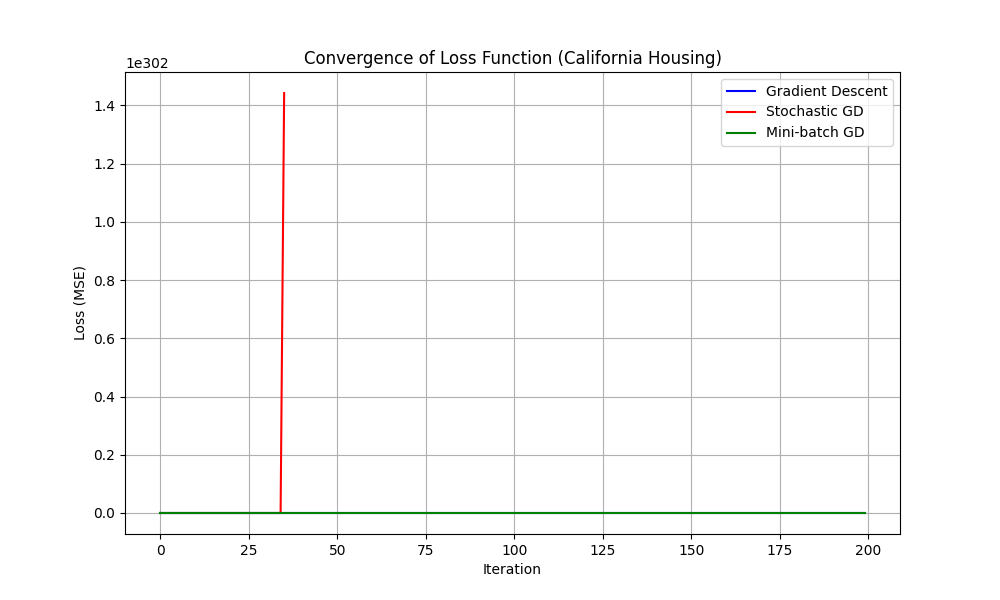 Convergence of Loss Function (California Housing)
1e302
Gradient Descent
Stochastic GD
Mini-batch GD
1.4
1.2
1.0
0.8
0.6
0.4
0.2
0.0
Loss (MSE)
0 25 50 75 100 125 150 175 200
Iteration